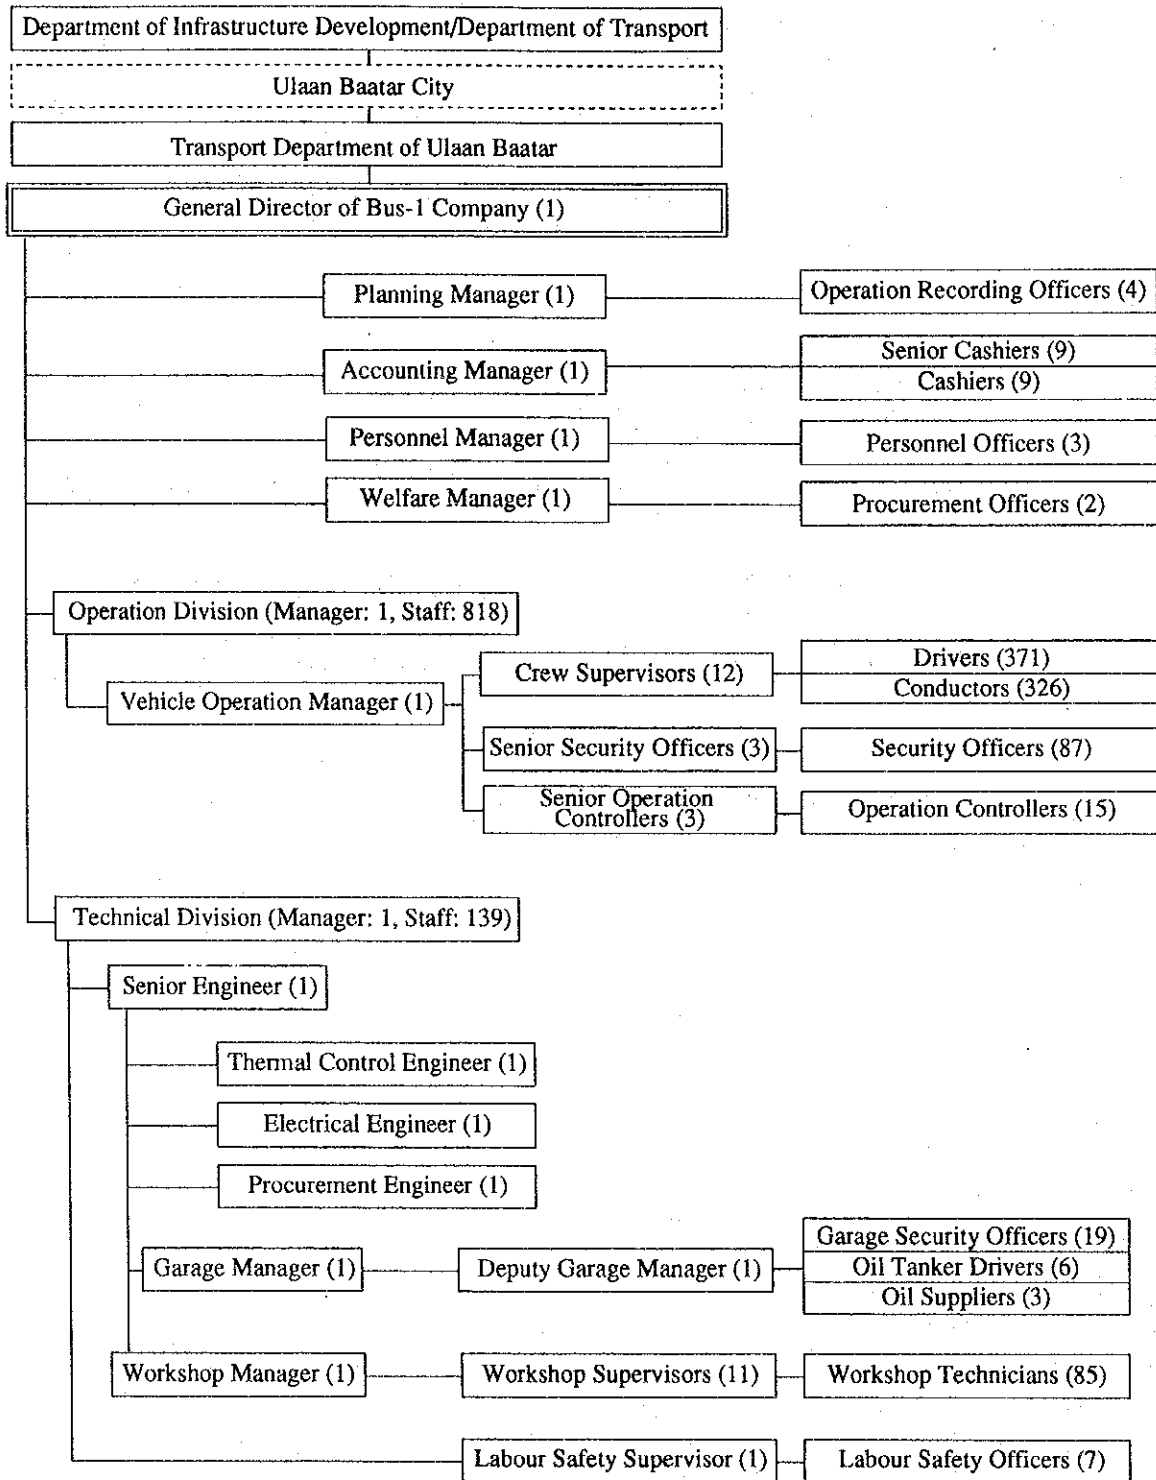 Department of Infrastructure Development/Department of Transport
Ulaan Baatar City
Transport Department of Ulaan Baatar
General Director of Bus-1 Company (1)
Planning Manager (1)
Operation Recording Officers (4)
Accounting Manager (1)
Senior Cashiers (9)
Cashiers (9)
Personnel Manager (1)
Personnel Officers (3)
Welfare Manager (1)
Procurement Officers (2)
Operation Division (Manager: 1, Staff: 818)
Vehicle Operation Manager (1)
Crew Supervisors (12)
Drivers (371)
Conductors (326)
Senior Security Officers (3)
Security Officers (87)
Senior Operation
Controllers (3)
Operation Controllers (15)
Technical Division (Manager: 1, Staff: 139)
Senior Engineer (1)
Thermal Control Engineer (1)
Electrical Engineer (1)
Procurement Engineer (1)
Garage Manager (1)
Deputy Garage Manager (1)
Garage Security Officers (19)
Oil Tanker Drivers (6)
Oil Suppliers (3)
Workshop Manager (1)
Workshop Supervisors (11)
Workshop Technicians (85)
Labour Safety Supervisor (1)
Labour Safety Officers (7)